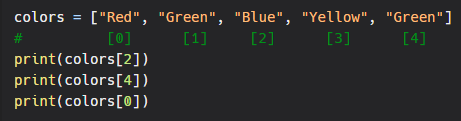 colors = ["Red", "Green", "Blue", "Yellow", "Green"]
#          [0]      [1]     [2]      [3]      [4]
print(colors[2])
print(colors[4])
print(colors[0])